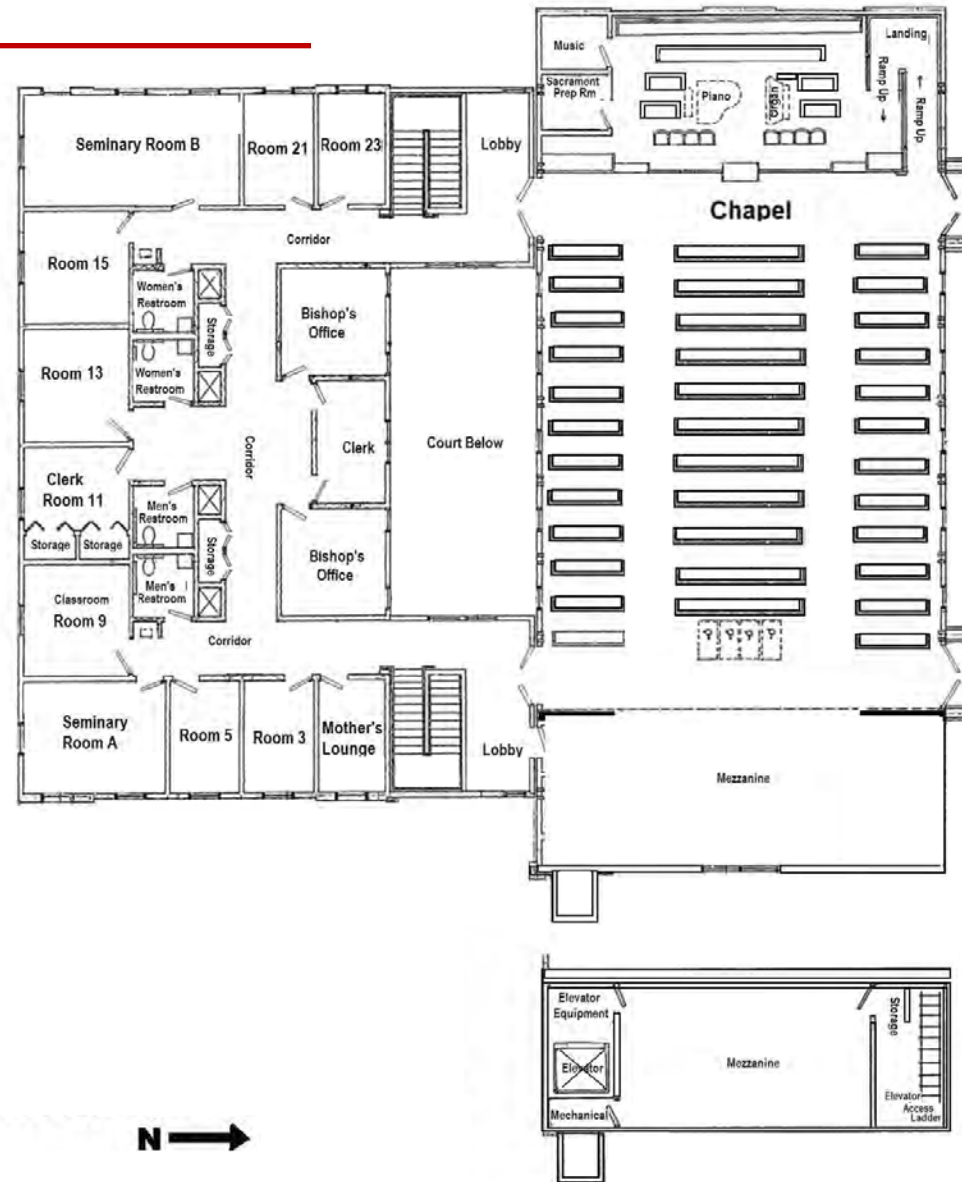 Music
Landing
Sacrament
Prep Rm
Piano
Organ
Ramp Up
Ramp Up
Seminary Room B
Room 21
Room 23
Lobby
Chapel
Corridor
Room 15
Women's
Restroom
Storage
Bishop's
Office
Room 13
Women's
Restroom
Clerk
Court Below
Corridor
Clerk
Room 11
Men's
Restroom
Storage
Storage
Storage
Bishop's
Office
Classroom
Room 9
Men's
Restroom
Corridor
Seminary
Room A
Room 5
Room 3
Mother's
Lounge
Lobby
Mezzanine
Elevator
Equipment
Storage
Elevator
Mezzanine
Mechanical
Elevator
Access
Ladder
N